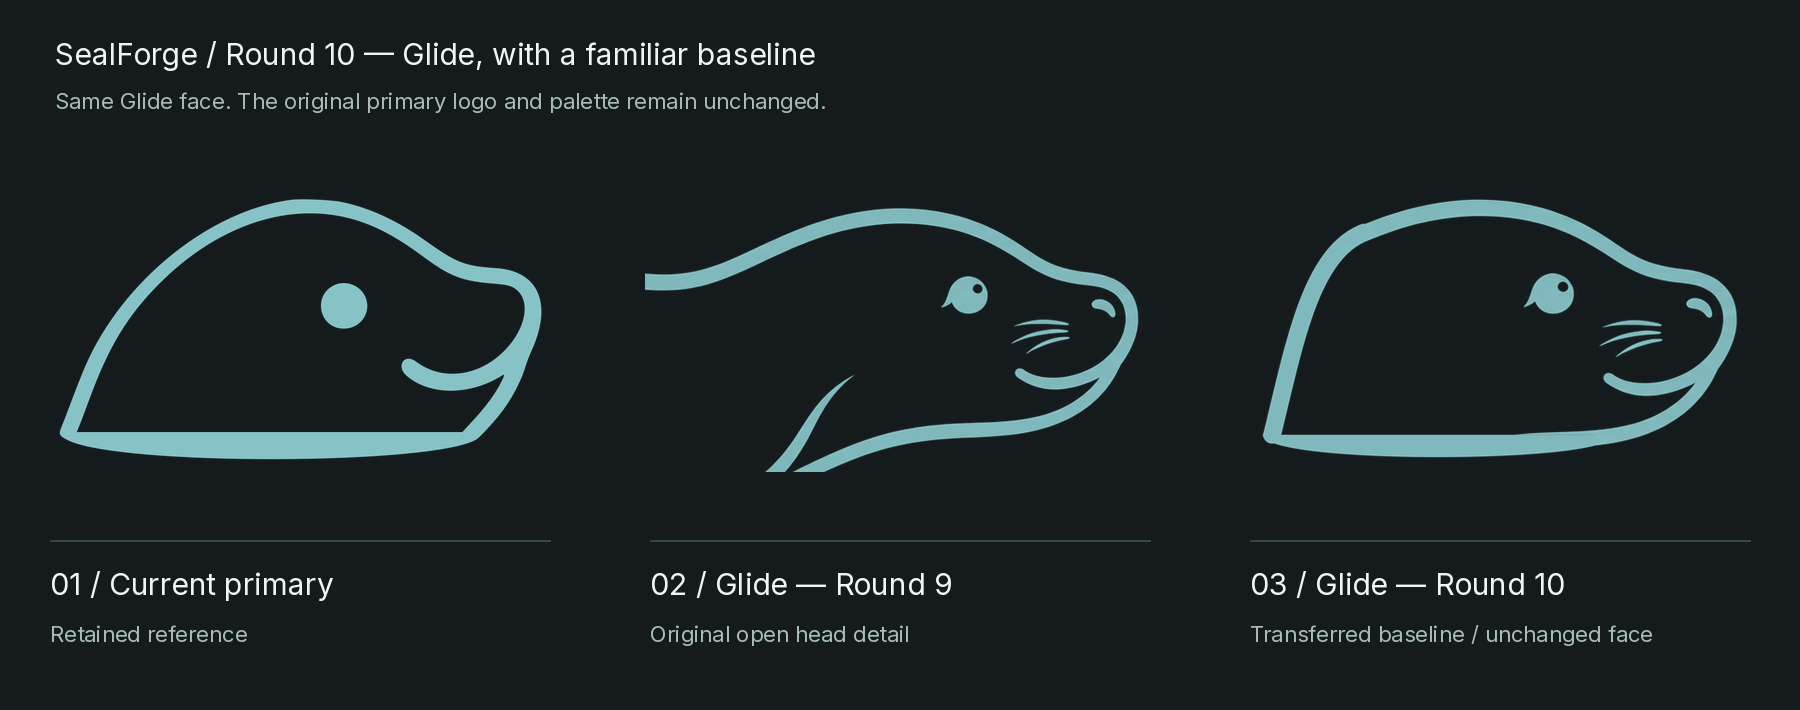 SealForge / Round 10 — Glide, with a familiar baseline
Same Glide face. The original primary logo and palette remain unchanged.
01 / Current primary
Retained reference
02 / Glide — Round 9
Original open head detail
03 / Glide — Round 10
Transferred baseline / unchanged face